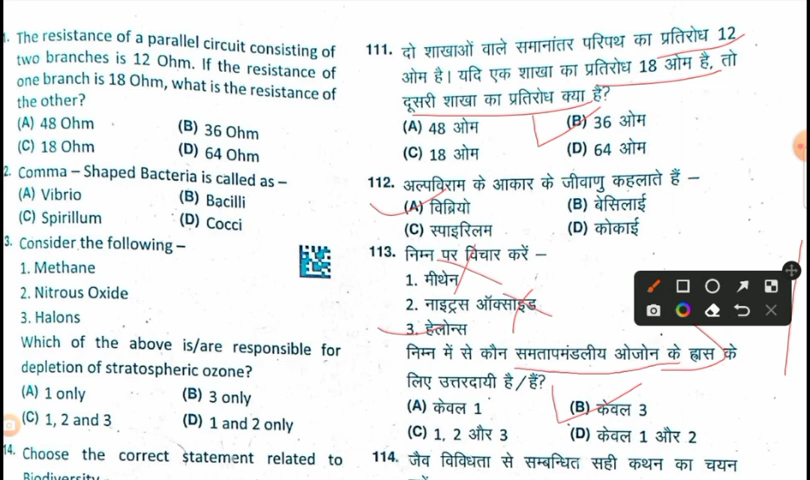 1. The resistance of a parallel circuit consisting of
two branches is 12 Ohm. If the resistance of
one branch is 18 Ohm, what is the resistance of
the other?
(A) 48 Ohm (B) 36 Ohm
(C) 18 Ohm (D) 64 Ohm
2. Comma – Shaped Bacteria is called as –
(A) Vibrio (B) Bacilli
(C) Spirillum (D) Cocci
3. Consider the following –
1. Methane
2. Nitrous Oxide
3. Halons
Which of the above is/are responsible for
depletion of stratospheric ozone?
(A) 1 only (B) 3 only
(C) 1, 2 and 3 (D) 1 and 2 only
14. Choose the correct statement related to
Biodiversity
111. दो शाखाओं वाले समानांतर परिपथ का प्रतिरोध 12
ओम है। यदि एक शाखा का प्रतिरोध 18 ओम है, तो
दूसरी शाखा का प्रतिरोध क्या है?
(A) 48 ओम (B) 36 ओम
(C) 18 ओम (D) 64 ओम
112. अल्पविराम के आकार के जीवाणु कहलाते हैं –
(A) विब्रियो (B) बेसिलाई
(C) स्पाइरिलम (D) कोकाई
113. निम्न पर विचार करें –
1. मीथेन
2. नाइट्रस ऑक्साइड
3. हेलोन्स
निम्न में से कौन समतापमंडलीय ओजोन के ह्रास के
लिए उत्तरदायी है/हैं?
(A) केवल 1 (B) केवल 3
(C) 1, 2 और 3 (D) केवल 1 और 2
114. जैव विविधता से सम्बन्धित सही कथन का चयन